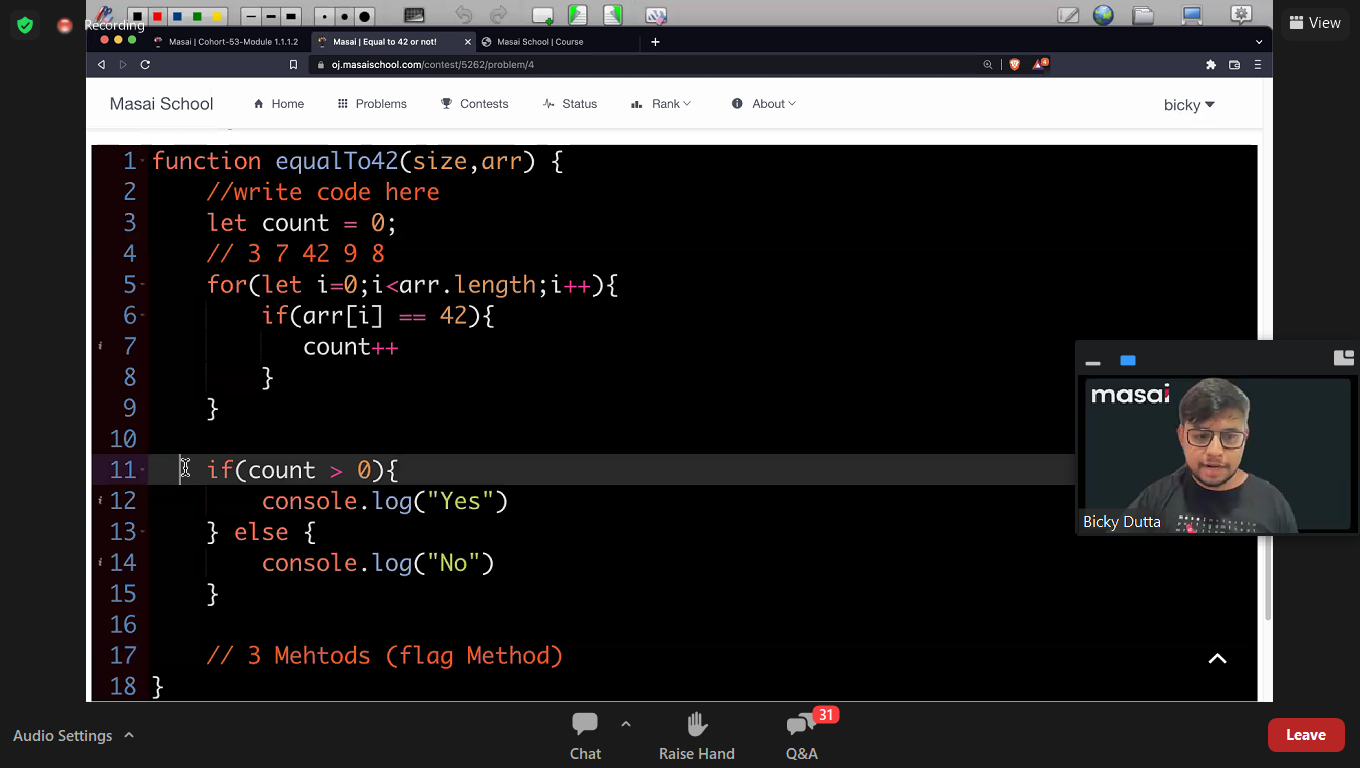 Recording
View
Masai | Cohort-53-Module 1.1.1.2
Masai | Equal to 42 or not!
Masai School | Course
oj.masaischool.com/contest/5262/problem/4
4
Masai School
Home
Problems
Contests
Status
Rank
About
bicky
1 function equalTo42(size,arr) {
2 //write code here
3 let count = 0;
4 // 3 7 42 9 8
5 for(let i=0;i<arr.length;i++){
6 if(arr[i] == 42){
7 count++
8 }
9 }
10
11 if(count > 0){
12 console.log("Yes")
13 } else {
14 console.log("No")
15 }
16
17 // 3 Mehtods (flag Method)
18 }
masai
Bicky Dutta
Audio Settings
Chat
Raise Hand
31
Q&A
Leave